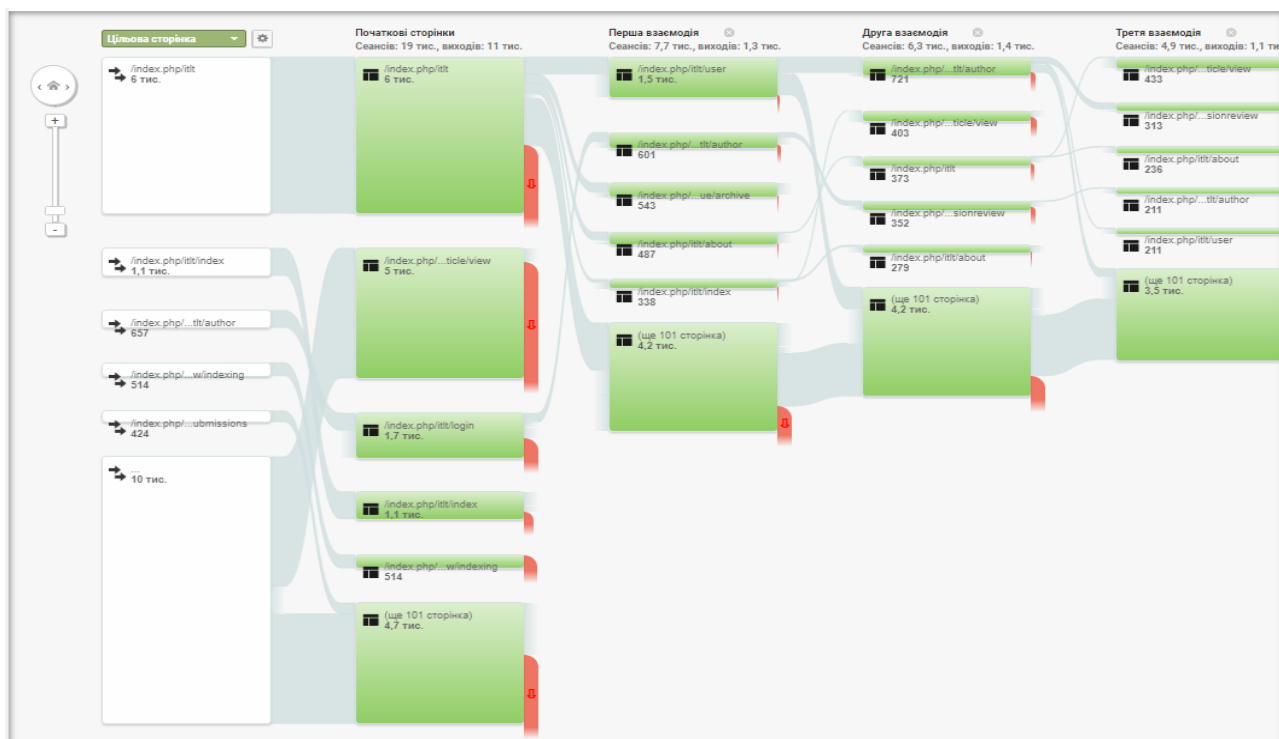 Цільова сторінка
/index.php/itlt
6 тис.
/index.php/itlt/index
1,1 тис.
/index.php/...tlt/author
657
/index.php/...w/indexing
514
/index.php/...ubmissions
424
...
10 тис.
Початкові сторінки
Сеансів: 19 тис., виходів: 11 тис.
/index.php/itlt
6 тис.
/index.php/...ticle/view
5 тис.
/index.php/itlt/login
1,7 тис.
/index.php/itlt/index
1,1 тис.
/index.php/...w/indexing
514
(ще 101 сторінка)
4,7 тис.
Перша взаємодія
Сеансів: 7,7 тис., виходів: 1,3 тис.
/index.php/itlt/user
1,5 тис.
/index.php/...tlt/author
601
/index.php/...ue/archive
543
/index.php/itlt/about
487
/index.php/itlt/index
338
(ще 101 сторінка)
4,2 тис.
Друга взаємодія
Сеансів: 6,3 тис., виходів: 1,4 тис.
/index.php/...tlt/author
721
/index.php/...ticle/view
403
/index.php/itlt
373
/index.php/...sionreview
352
/index.php/itlt/about
279
(ще 101 сторінка)
4,2 тис.
Третя взаємодія
Сеансів: 4,9 тис., виходів: 1,1 ти
/index.php/...ticle/view
433
/index.php/...sionreview
313
/index.php/itlt/about
236
/index.php/...tlt/author
211
/index.php/itlt/user
211
(ще 101 сторінка)
3,5 тис.